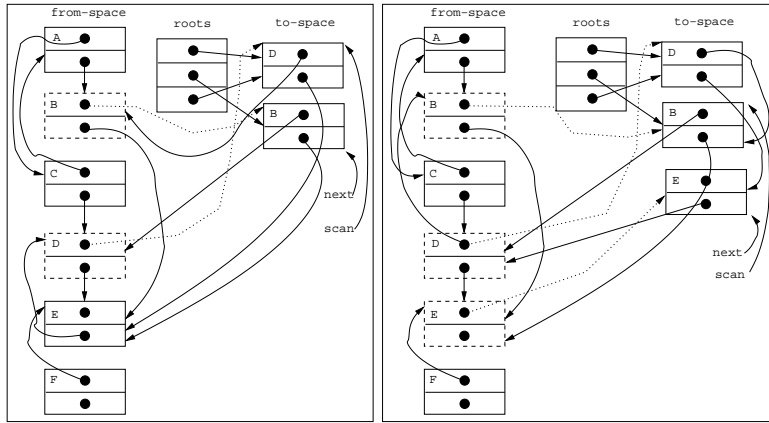 from-space
roots
to-space
A
B
C
D
E
F
D
B
next
scan
from-space
roots
to-space
A
B
C
D
E
F
D
B
E
next
scan